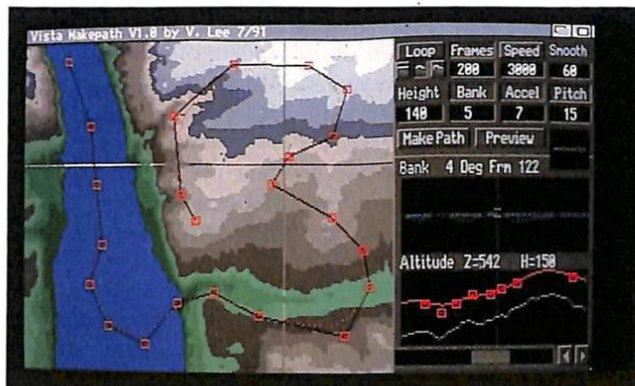 Vista Makepath V1.0 by V. Lee 7/91
Loop Frames Speed Smooth
200 3000 60
Height Bank Accel Pitch
140 5 7 15
Make Path Preview
Bank 4 Deg Frm 122
Altitude Z=542 H=150